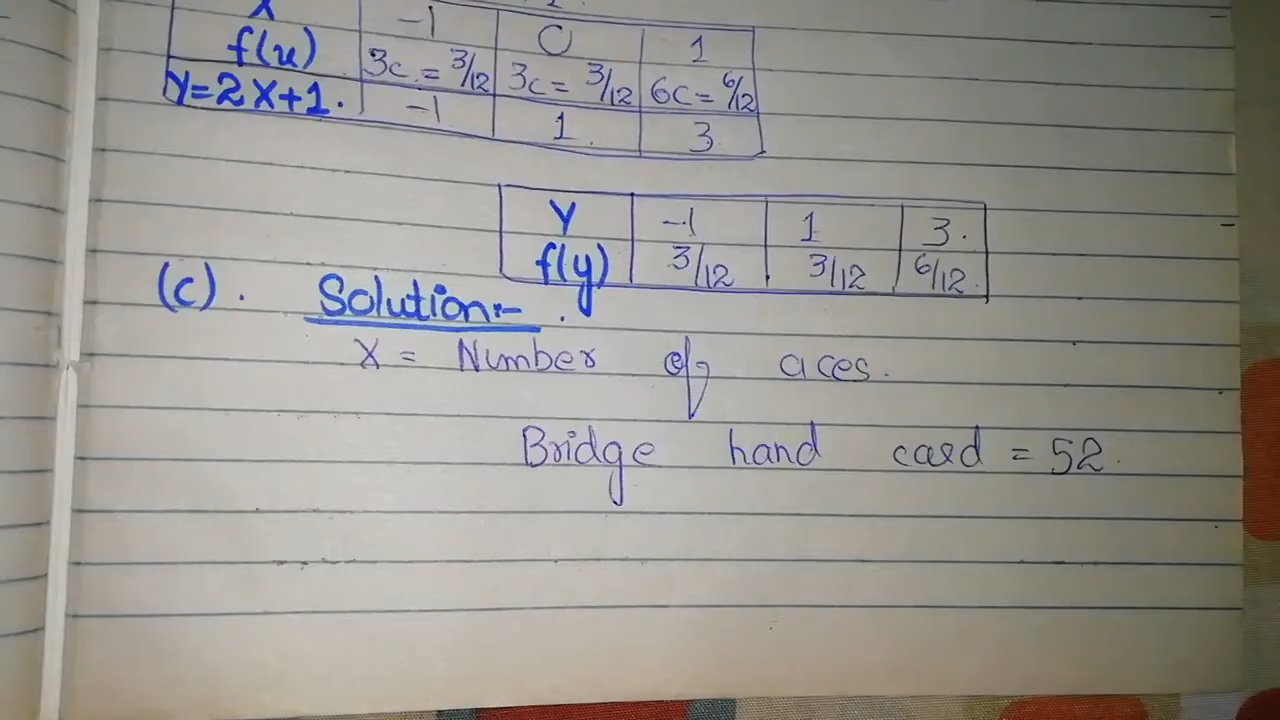 X -1 0 1
f(x) 3c = 3/12 3c = 3/12 6c = 6/12
Y=2X+1. -1 1. 3
Y -1 1 3.
f(y) 3/12 3/12 6/12.
(c). Solution:- .
X = Number of aces.
Bridge hand card = 52.